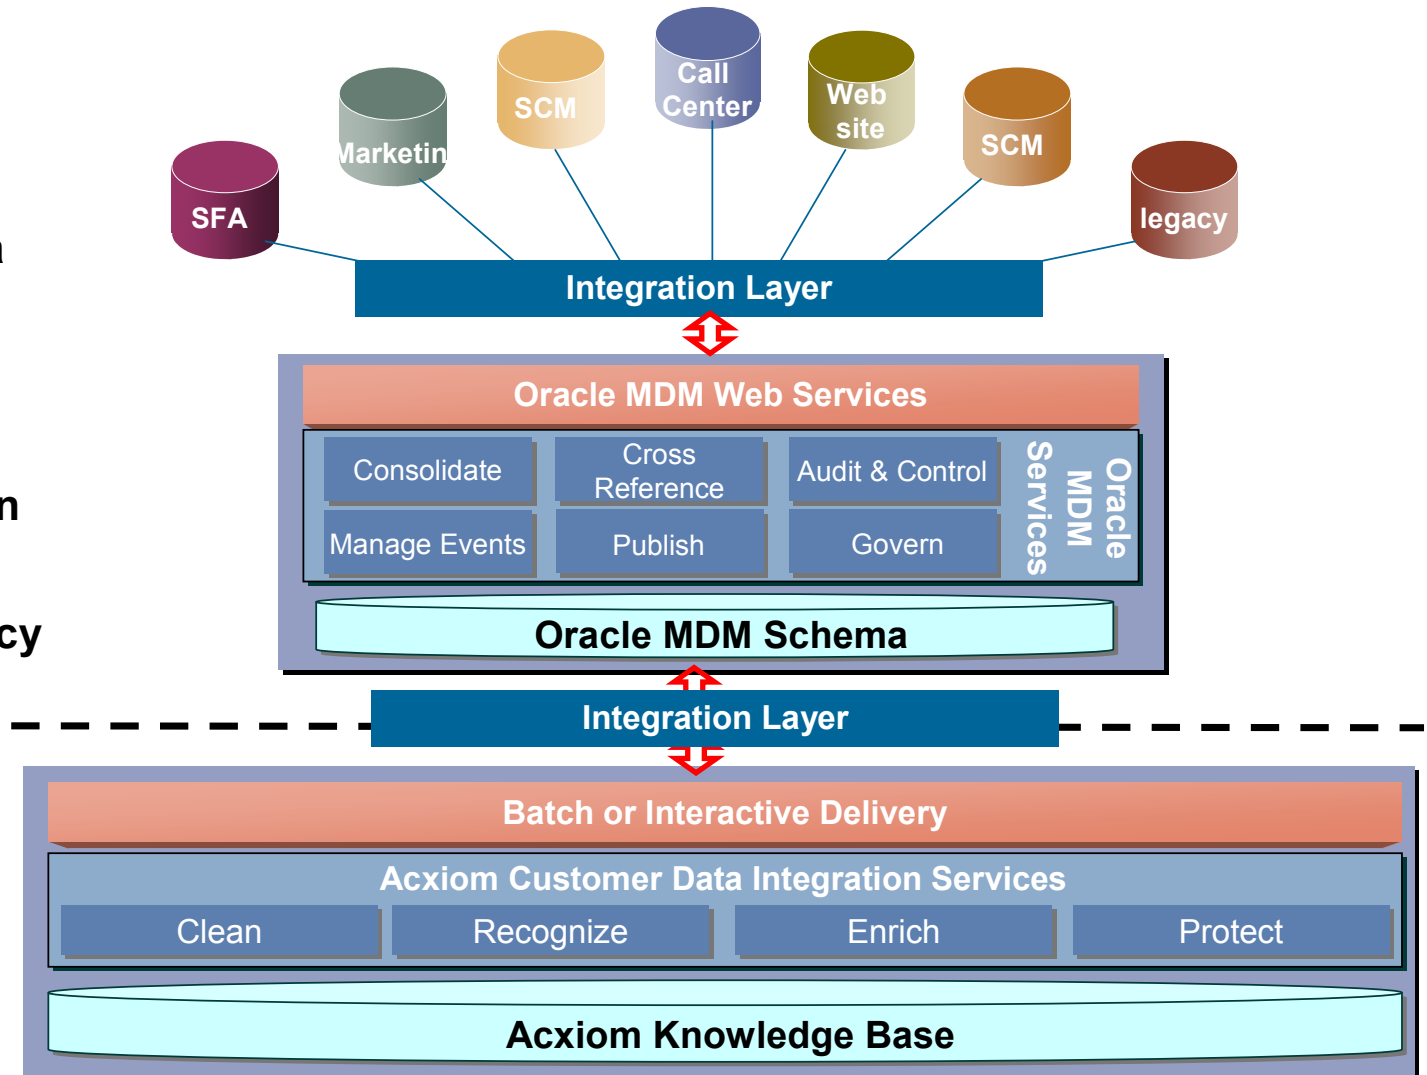 Call
Center
SCM
Web
site
Marketin
SCM
SFA
legacy
Integration Layer
Oracle MDM Web Services
Consolidate
Cross
Reference
Audit & Control
Manage Events
Publish
Govern
Oracle
MDM
Services
n
cy
Oracle MDM Schema
Integration Layer
Batch or Interactive Delivery
Acxiom Customer Data Integration Services
Clean
Recognize
Enrich
Protect
Acxiom Knowledge Base